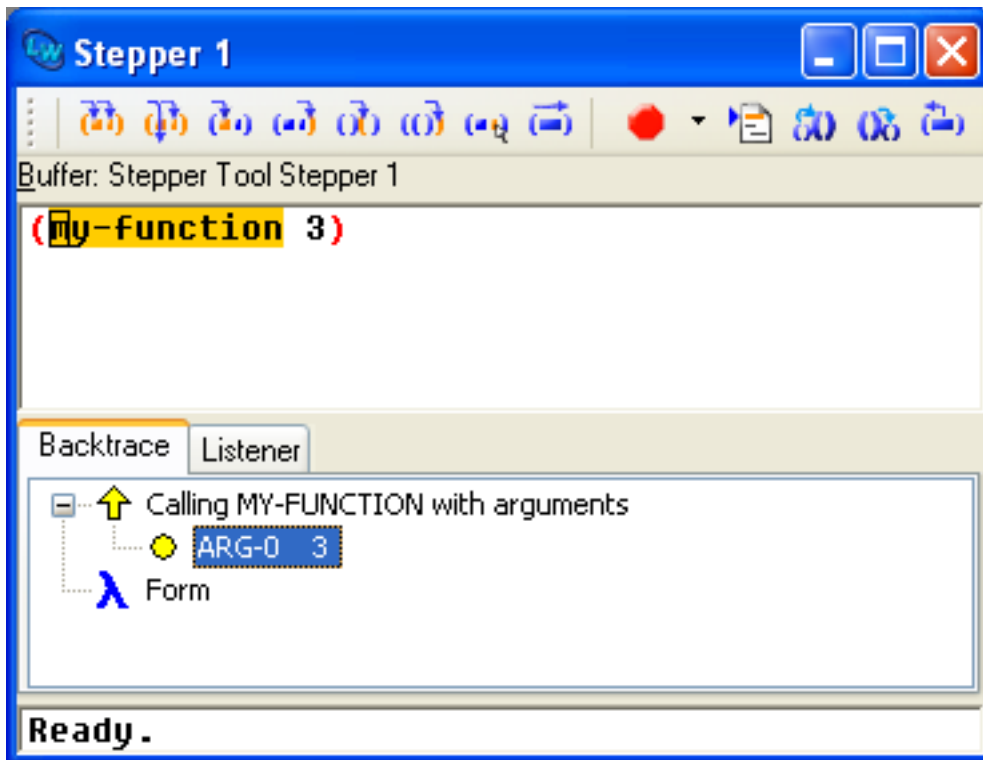 Stepper 1
Buffer: Stepper Tool Stepper 1
(my-function 3)
Backtrace Listener
Calling MY-FUNCTION with arguments
ARG-0 3
λ Form
Ready.